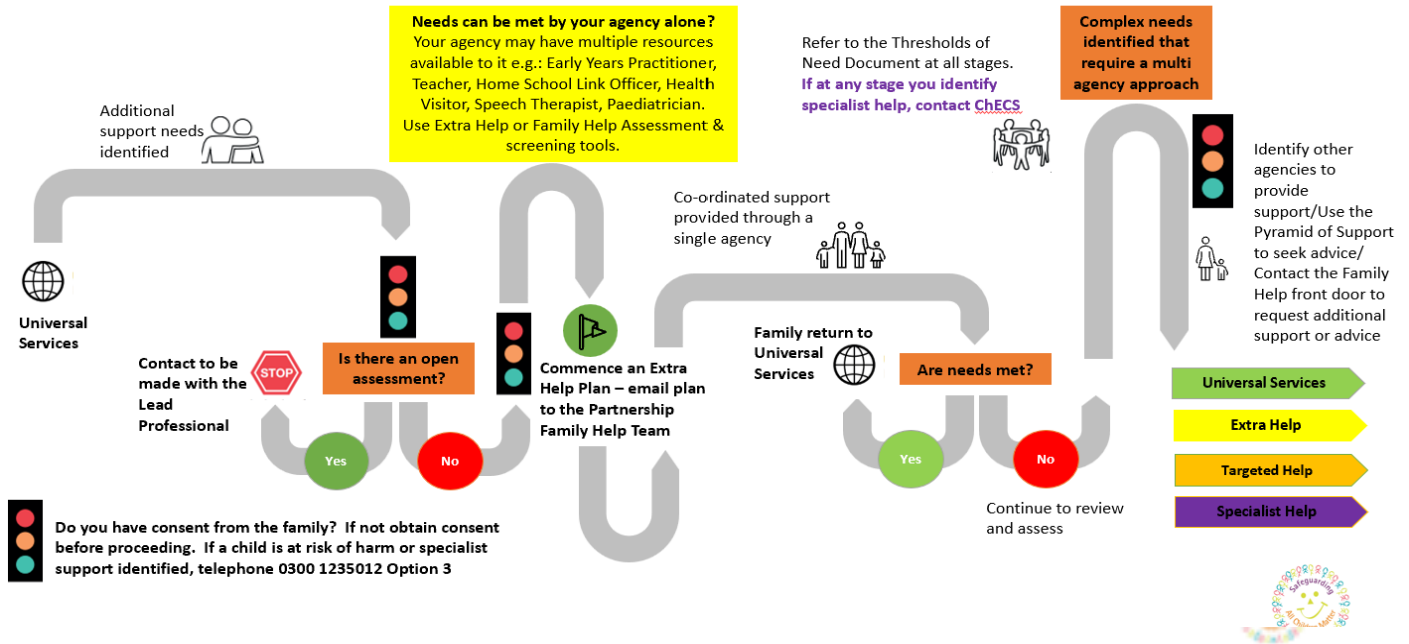 Additional
support needs
identified
Universal
Services
Needs can be met by your agency alone?
Your agency may have multiple resources
available to it e.g.: Early Years Practitioner,
Teacher, Home School Link Officer, Health
Visitor, Speech Therapist, Paediatrician.
Use Extra Help or Family Help Assessment &
screening tools.
Contact to be
made with the
Lead
Professional
STOP
Is there an open
assessment?
Yes
No
Commence an Extra
Help Plan – email plan
to the Partnership
Family Help Team
Co-ordinated support
provided through a
single agency
Refer to the Thresholds of
Need Document at all stages.
If at any stage you identify
specialist help, contact ChECS
Family return to
Universal
Services
Are needs met?
Yes
No
Continue to review
and assess
Complex needs
identified that
require a multi
agency approach
Identify other
agencies to
provide
support/Use the
Pyramid of Support
to seek advice/
Contact the Family
Help front door to
request additional
support or advice
Universal Services
Extra Help
Targeted Help
Specialist Help
Do you have consent from the family?  If not obtain consent
before proceeding.  If a child is at risk of harm or specialist
support identified, telephone 0300 1235012 Option 3
Safeguarding